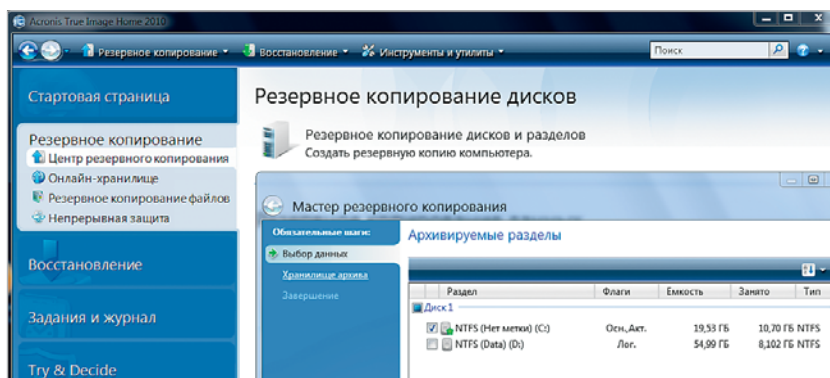 Acronis True Image Home 2010
Резервное копирование Восстановление Инструменты и утилиты Поиск
Стартовая страница
Резервное копирование
Центр резервного копирования
Онлайн-хранилище
Резервное копирование файлов
Непрерывная защита
Восстановление
Задания и журнал
Try & Decide
Резервное копирование дисков
Резервное копирование дисков и разделов
Создать резервную копию компьютера.
Мастер резервного копирования
Обязательные шаги:
Выбор данных
Хранилище архива
Завершение
Архивируемые разделы
Раздел Флаги Емкость Занято Тип
Диск 1
NTFS (Нет метки) (C:) Осн.,Акт. 19,53 ГБ 10,70 ГБ NTFS
NTFS (Data) (D:) Лог. 54,99 ГБ 8,102 ГБ NTFS